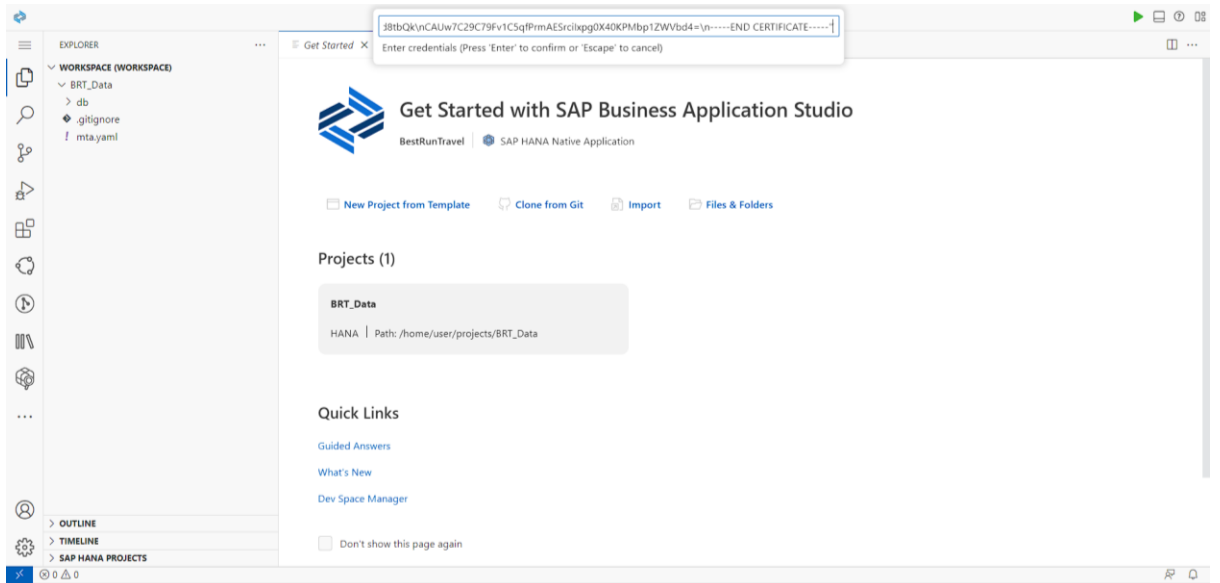 :l8tbQk\nCAUw7C29C79Fv1C5qfPrmAESrciIxpg0X40KPMbp1ZWVbd4=\n-----END CERTIFICATE-----"
Enter credentials (Press 'Enter' to confirm or 'Escape' to cancel)
EXPLORER
Get Started
WORKSPACE (WORKSPACE)
BRT_Data
db
.gitignore
! mta.yaml
OUTLINE
TIMELINE
SAP HANA PROJECTS
Get Started with SAP Business Application Studio
BestRunTravel
SAP HANA Native Application
New Project from Template
Clone from Git
Import
Files & Folders
Projects (1)
BRT_Data
HANA | Path: /home/user/projects/BRT_Data
Quick Links
Guided Answers
What's New
Dev Space Manager
Don't show this page again
0 0